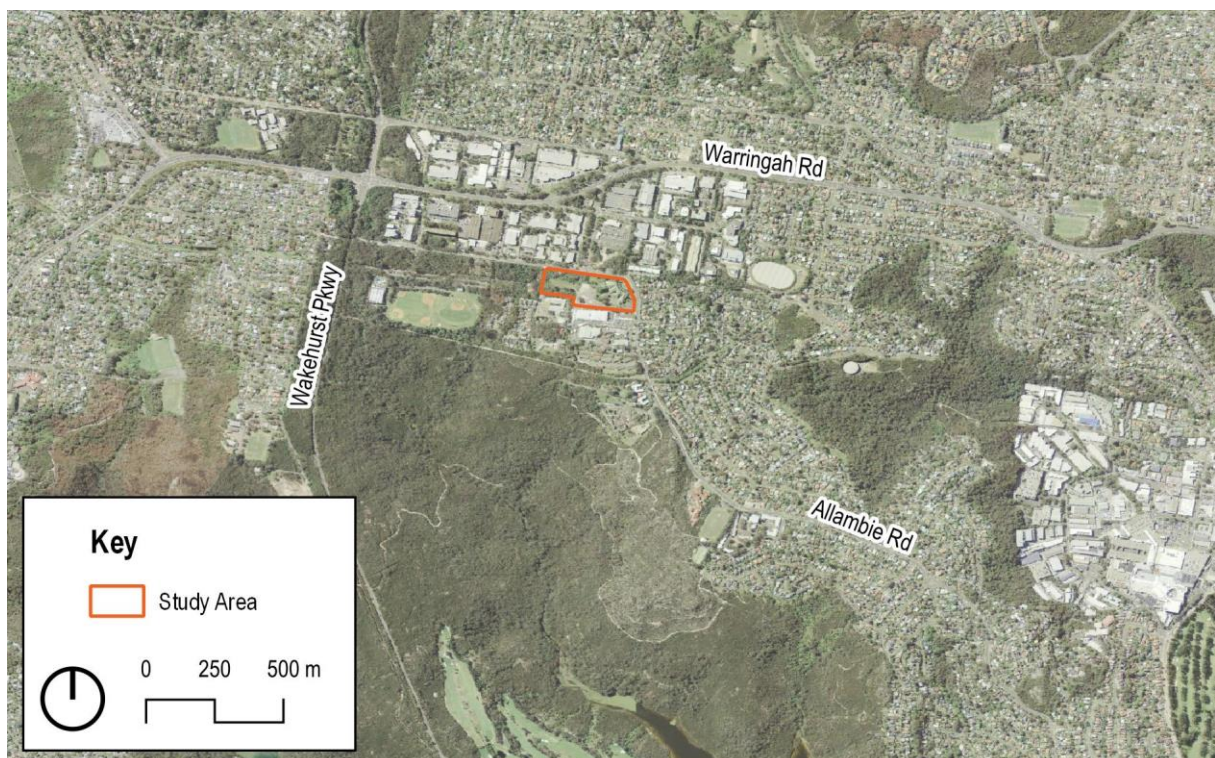 Warringah Rd
Wakehurst Pkwy
Allambie Rd
Key
Study Area
0 250 500 m